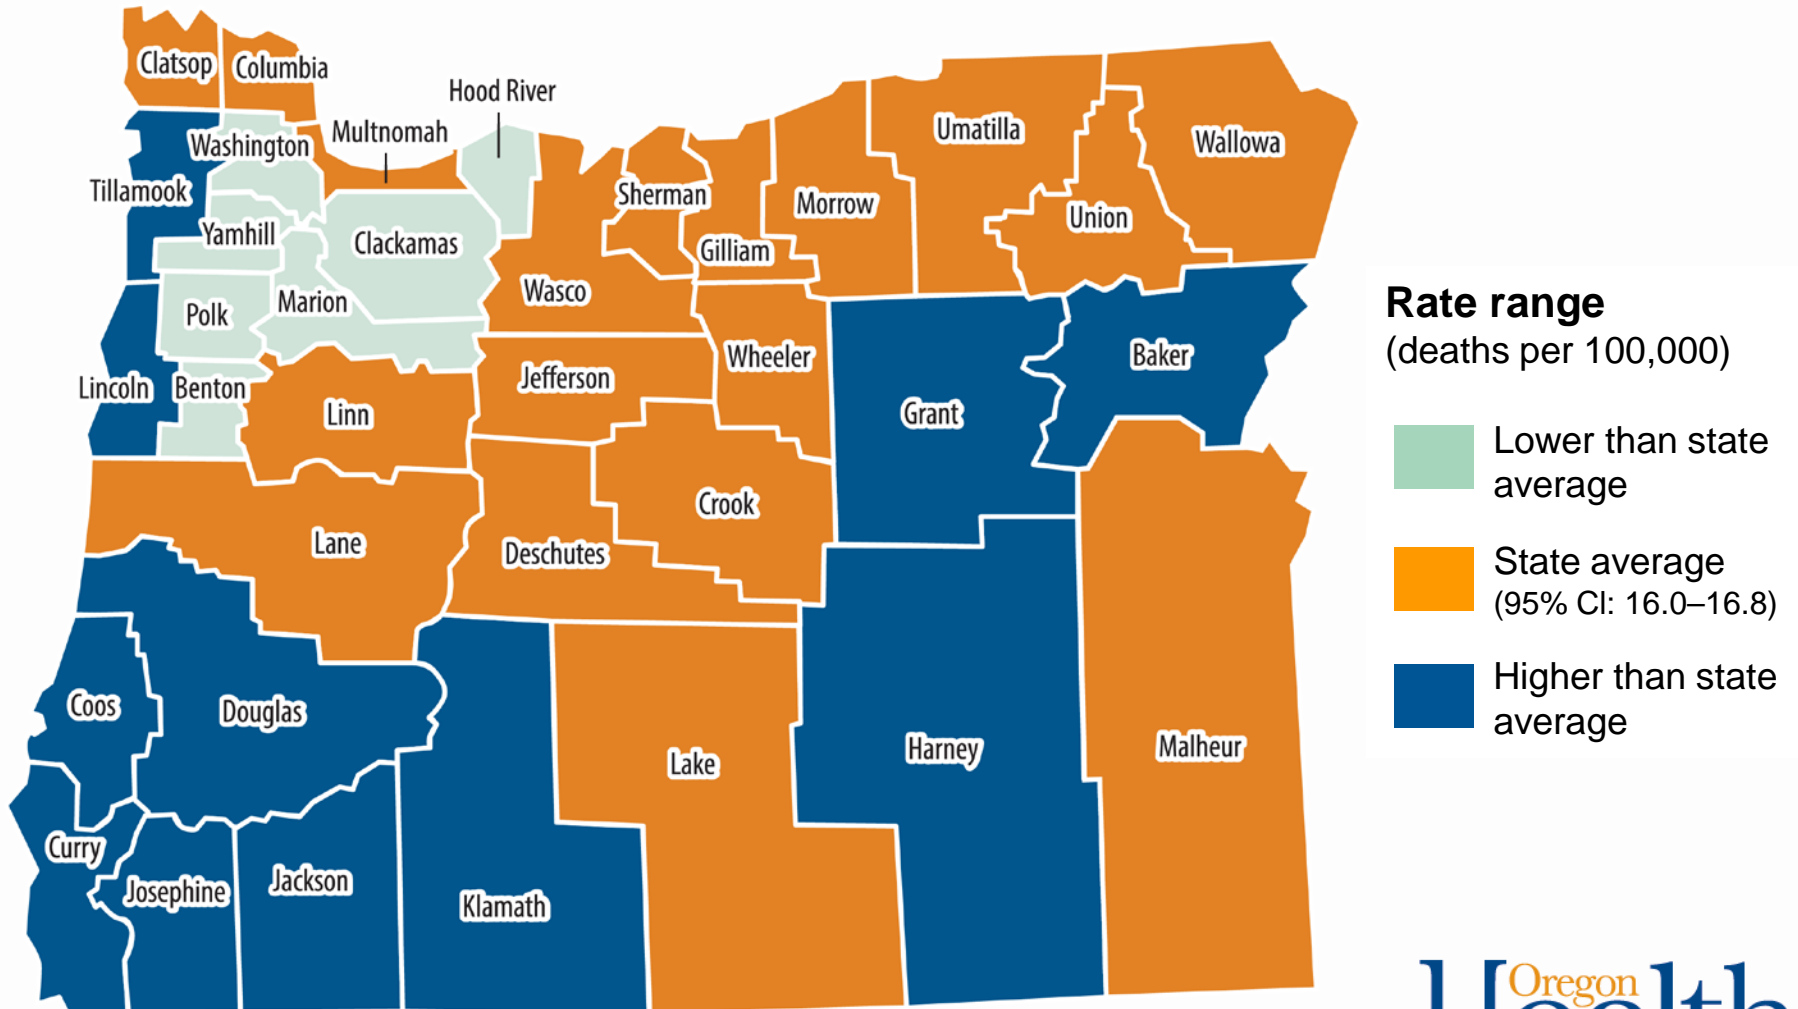 Clatsop
Columbia
Hood River
Multnomah
Washington
Umatilla
Wallowa
Tillamook
Sherman
Morrow
Union
Yamhill
Clackamas
Gilliam
Wasco
Marion
Polk
Wheeler
Baker
Jefferson
Lincoln
Benton
Linn
Grant
Crook
Lane
Deschutes
Coos
Douglas
Lake
Harney
Malheur
Curry
Josephine
Jackson
Klamath
Rate range
(deaths per 100,000)
Lower than state
average
State average
(95% CI: 16.0–16.8)
Higher than state
average
Oregon
Health